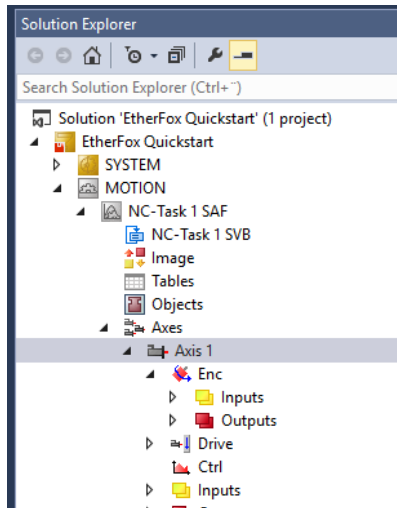 Solution Explorer
Search Solution Explorer (Ctrl+¨)
Solution 'EtherFox Quickstart' (1 project)
EtherFox Quickstart
SYSTEM
MOTION
NC-Task 1 SAF
NC-Task 1 SVB
Image
Tables
Objects
Axes
Axis 1
Enc
Inputs
Outputs
Drive
Ctrl
Inputs